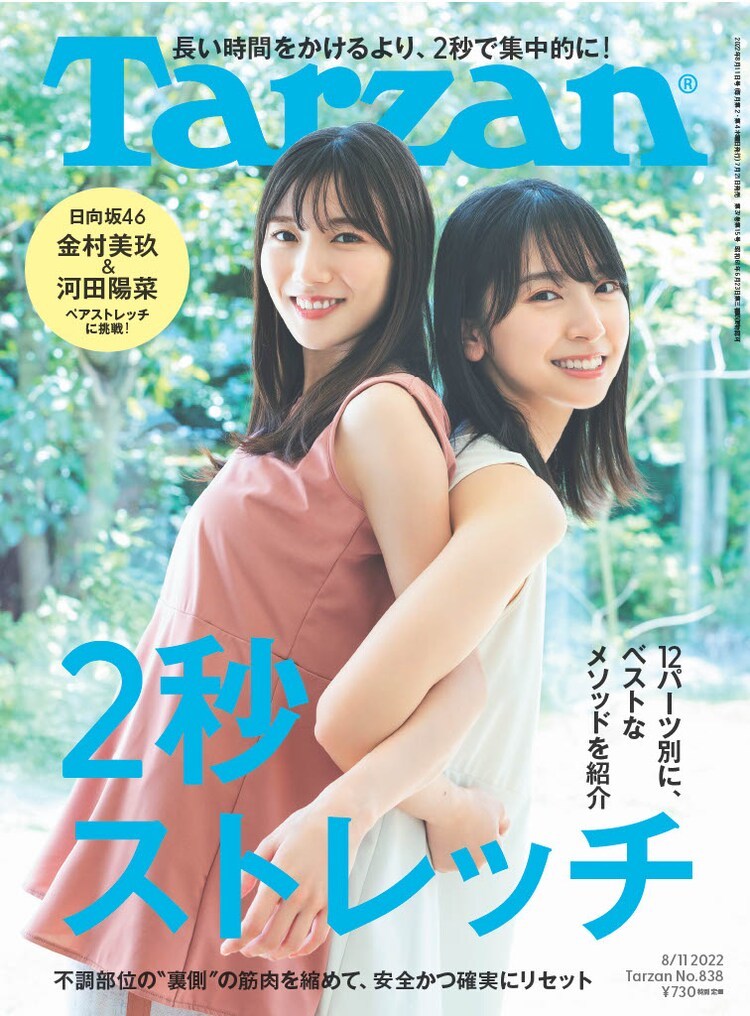 長い時間をかけるより、2秒で集中的に!
Tarzan®
日向坂46
金村美玖
&
河田陽菜
ペアストレッチ
に挑戦!
12パーツ別に、
ベストな
メソッドを紹介
2秒
ストレッチ
8/11 2022
Tarzan No.838
¥730
不調部位の“裏側”の筋肉を縮めて、安全かつ確実にリセット